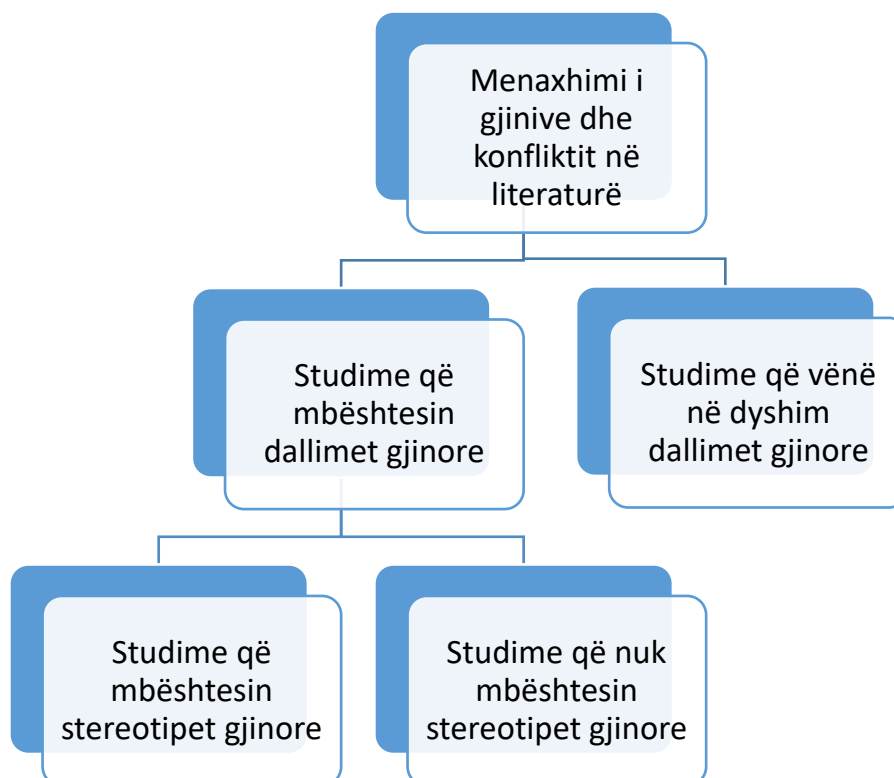 Menaxhimi i
gjinive dhe
konfliktit në
literaturë
Studime që
mbështesin
dallimet gjinore
Studime që vënë
në dyshim
dallimet gjinore
Studime që
mbështesin
stereotipet gjinore
Studime që nuk
mbështesin
stereotipet gjinore